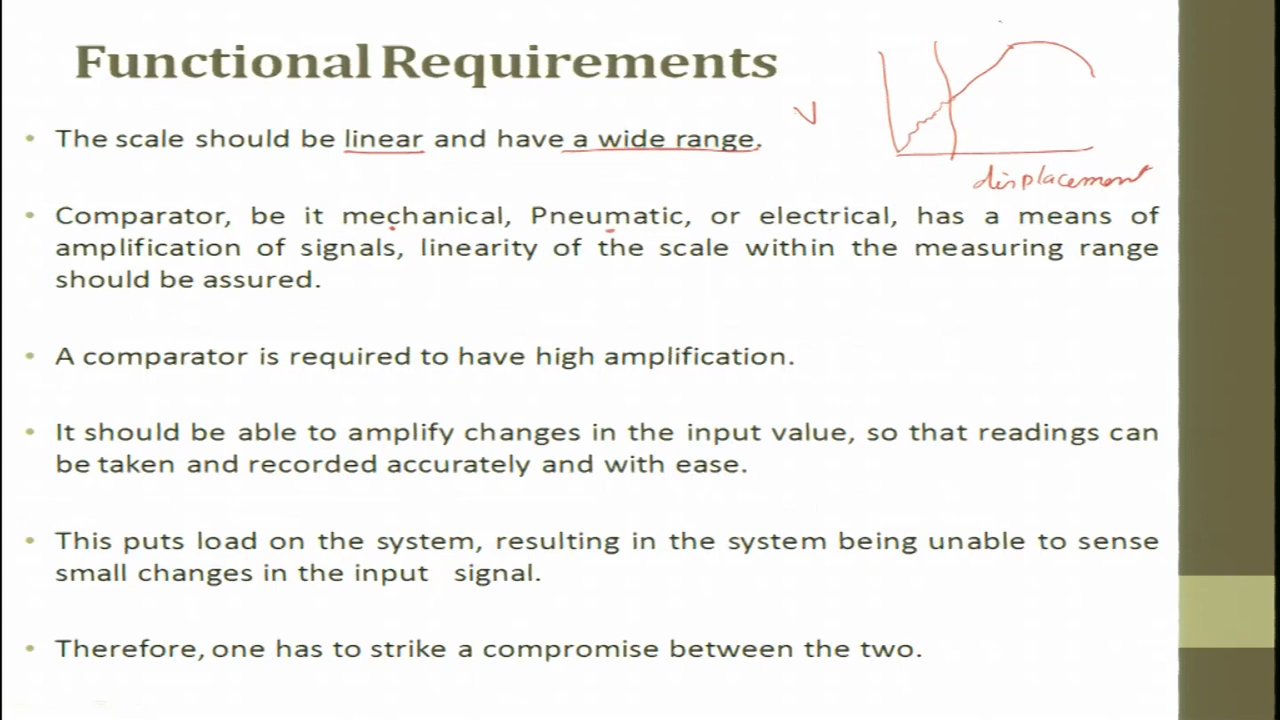 Functional Requirements
V
• The scale should be linear and have a wide range.
displacement
• Comparator, be it mechanical, Pneumatic, or electrical, has a means of
amplification of signals, linearity of the scale within the measuring range
should be assured.
• A comparator is required to have high amplification.
• It should be able to amplify changes in the input value, so that readings can
be taken and recorded accurately and with ease.
• This puts load on the system, resulting in the system being unable to sense
small changes in the input signal.
• Therefore, one has to strike a compromise between the two.